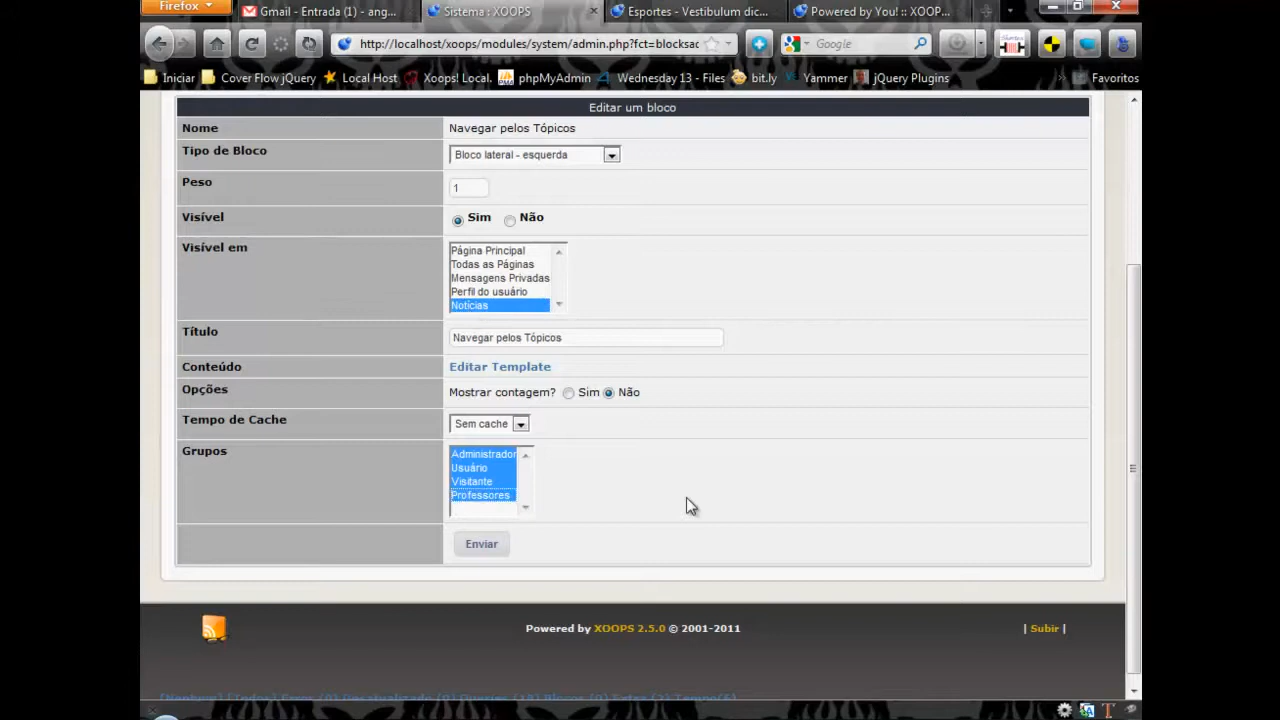 Firefox
Gmail - Entrada (1) - ang...
Sistema : XOOPS
Esportes - Vestibulum dic...
Powered by You! :: XOOP...
http://localhost/xoops/modules/system/admin.php?fct=blocksac
Google
Iniciar
Cover Flow jQuery
Local Host
Xoops! Local.
phpMyAdmin
Wednesday 13 - Files
bit.ly
Yammer
jQuery Plugins
Favoritos
Editar um bloco
Nome
Navegar pelos Tópicos
Tipo de Bloco
Bloco lateral - esquerda
Peso
1
Visível
Sim
Não
Visível em
Página Principal
Todas as Páginas
Mensagens Privadas
Perfil do usuário
Notícias
Título
Navegar pelos Tópicos
Conteúdo
Editar Template
Opções
Mostrar contagem? Sim Não
Tempo de Cache
Sem cache
Grupos
Administrador
Usuário
Visitante
Professores
Enviar
Powered by XOOPS 2.5.0 © 2001-2011
| Subir |